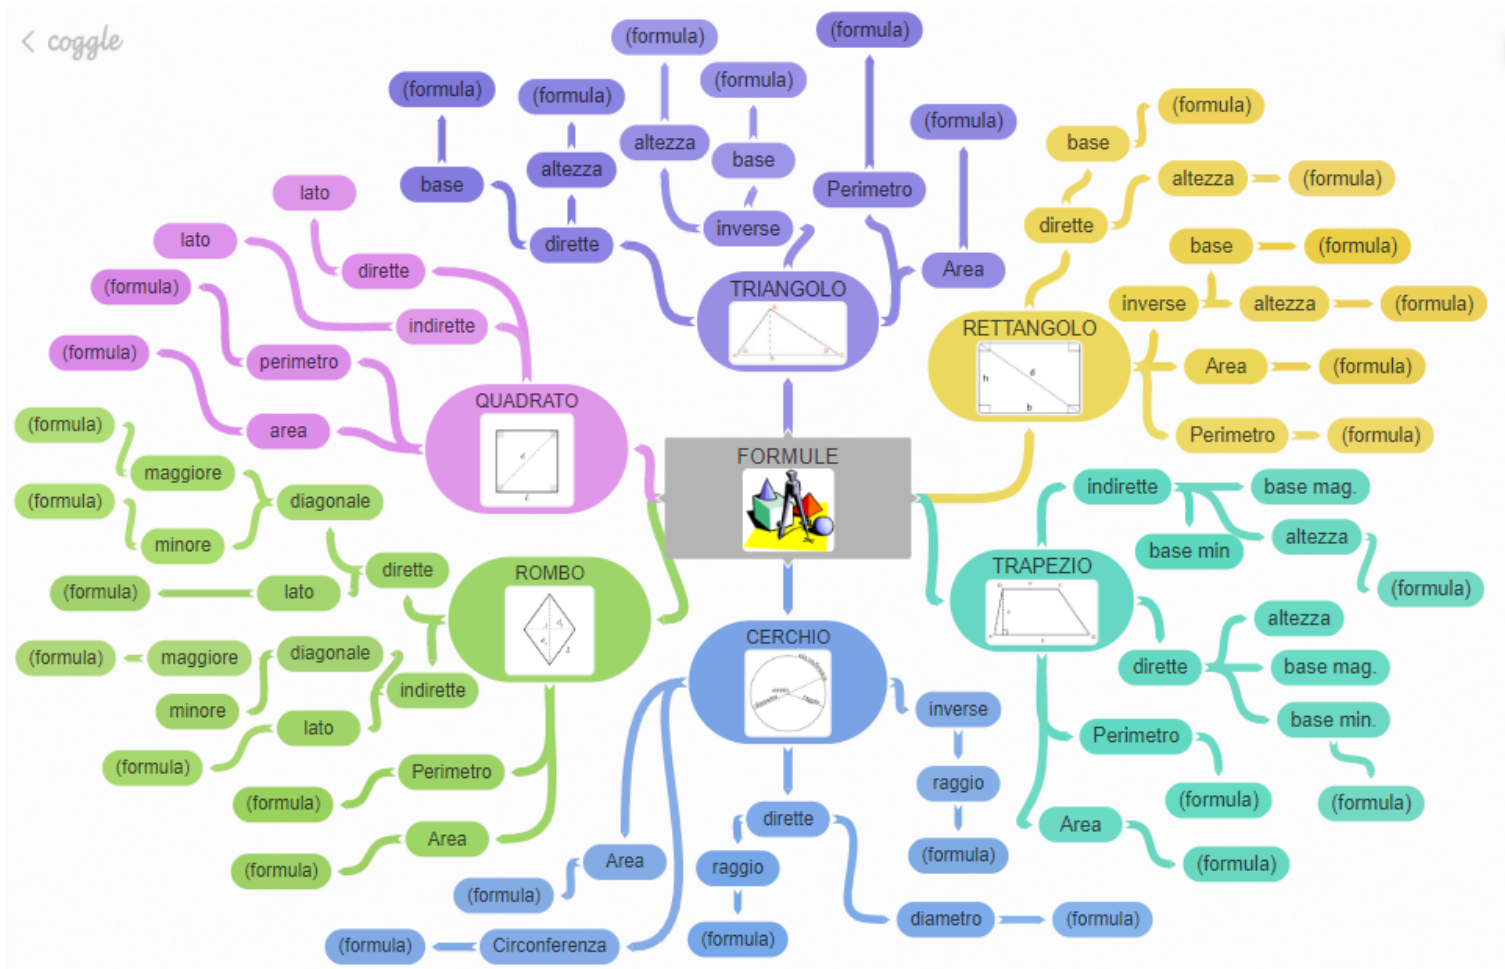 coggle
FORMULE
TRIANGOLO
dirette
base
(formula)
altezza
(formula)
inverse
altezza
(formula)
base
(formula)
Perimetro
(formula)
Area
(formula)
RETTANGOLO
h
d
b
dirette
base
(formula)
altezza
(formula)
inverse
base
(formula)
altezza
(formula)
Area
(formula)
Perimetro
(formula)
TRAPEZIO
indirette
base mag.
base min
altezza
(formula)
dirette
altezza
base mag.
base min.
(formula)
Perimetro
(formula)
Area
(formula)
CERCHIO
circonferenza
raggio
inverse
raggio
(formula)
dirette
raggio
(formula)
diametro
(formula)
Area
(formula)
Circonferenza
(formula)
ROMBO
dirette
diagonale
maggiore
(formula)
minore
lato
(formula)
(formula)
indirette
diagonale
maggiore
(formula)
minore
lato
(formula)
Perimetro
(formula)
Area
(formula)
QUADRATO
d
dirette
lato
indirette
lato
perimetro
(formula)
area
(formula)